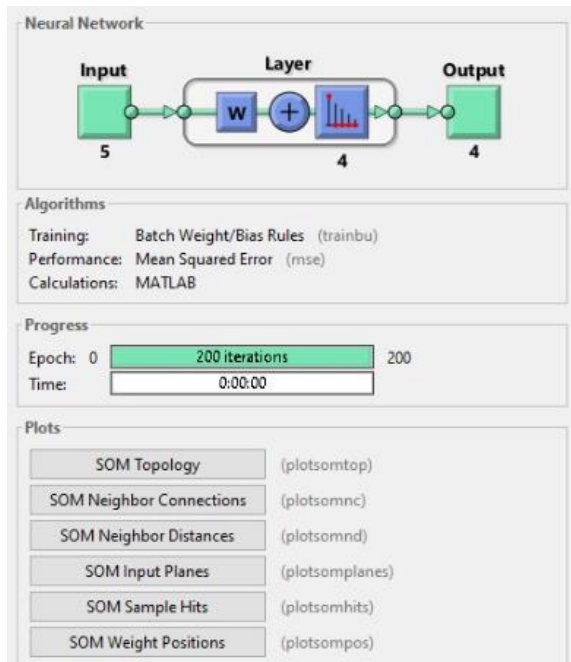 Neural Network
Input
Layer
Output
W
5
4
4
Algorithms
Training: Batch Weight/Bias Rules (trainbu)
Performance: Mean Squared Error (mse)
Calculations: MATLAB
Progress
Epoch: 0 200 iterations 200
Time: 0:00:00
Plots
SOM Topology (plotsomtop)
SOM Neighbor Connections (plotsomnc)
SOM Neighbor Distances (plotsomnd)
SOM Input Planes (plotsomplanes)
SOM Sample Hits (plotsomhits)
SOM Weight Positions (plotsompos)